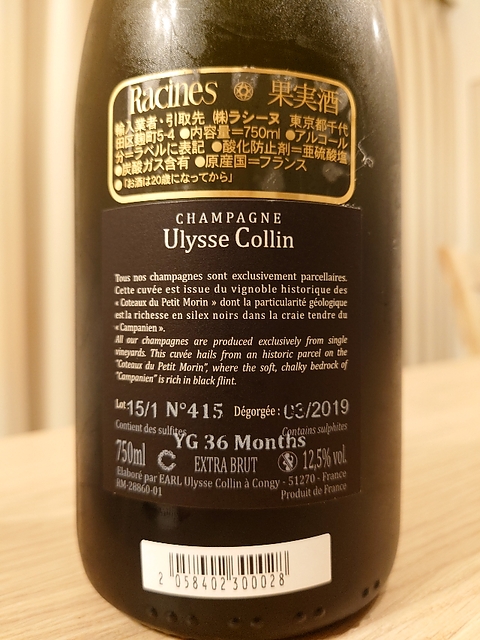 Racines 果実酒
輸入業者・引取先 ㈱ラシーヌ 東京都千代
田区麹町5-4 ●内容量=750ml ●アルコール
分=ラベルに表記 ●酸化防止剤=亜硫酸塩
●炭酸ガス含有 ●原産国=フランス
●「お酒は20歳になってから」
CHAMPAGNE
Ulysse Collin
Tous nos champagnes sont exclusivement parcellaires.
Cette cuvée est issue du vignoble historique des
« Coteaux du Petit Morin » dont la particularité géologique
est la richesse en silex noirs dans la craie tendre du
« Campanien ».
All our champagnes are produced exclusively from single
vineyards. This cuvée hails from an historic parcel on the
"Coteaux du Petit Morin", where the soft, chalky bedrock of
"Campanien" is rich in black flint.
Lot 15/1 N°415 Dégorgée : 03/2019
Contient des sulfites Contains sulphites
YG 36 Months
750ml EXTRA BRUT 12,5% vol.
Elaboré par EARL Ulysse Collin à Congy - 51270 - France
RM-28860-01 Produit de France
2 058402 300028